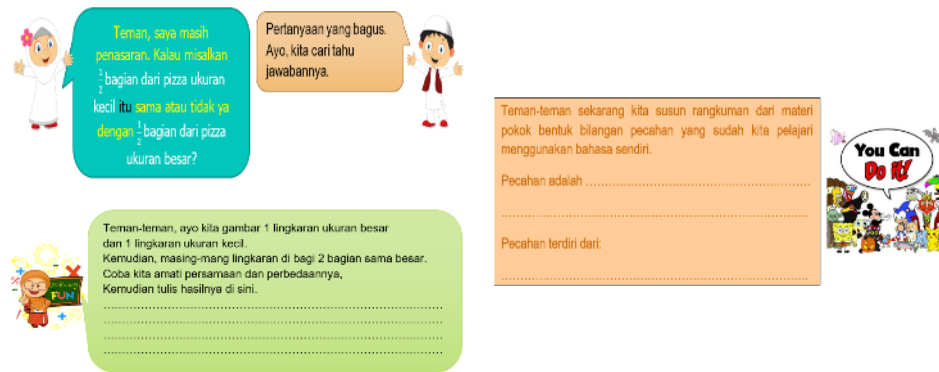 Teman, saya masih
penasaran. Kalau misalkan
1/2 bagian dari pizza ukuran
kecil itu sama atau tidak ya
dengan 1/2 bagian dari pizza
ukuran besar?
Pertanyaan yang bagus.
Ayo, kita cari tahu
jawabannya.
Teman-teman, ayo kita gambar 1 lingkaran ukuran besar
dan 1 lingkaran ukuran kecil.
Kemudian, masing-mang lingkaran di bagi 2 bagian sama besar.
Coba kita amati persamaan dan perbedaannya,
Kemudian tulis hasilnya di sini.
FUN
Teman-teman sekarang kita susun rangkuman dari materi
pokok bentuk bilangan pecahan yang sudah kita pelajari
menggunakan bahasa sendiri.
Pecahan adalah ......................................................
Pecahan terdiri dari:
You Can
Do it!